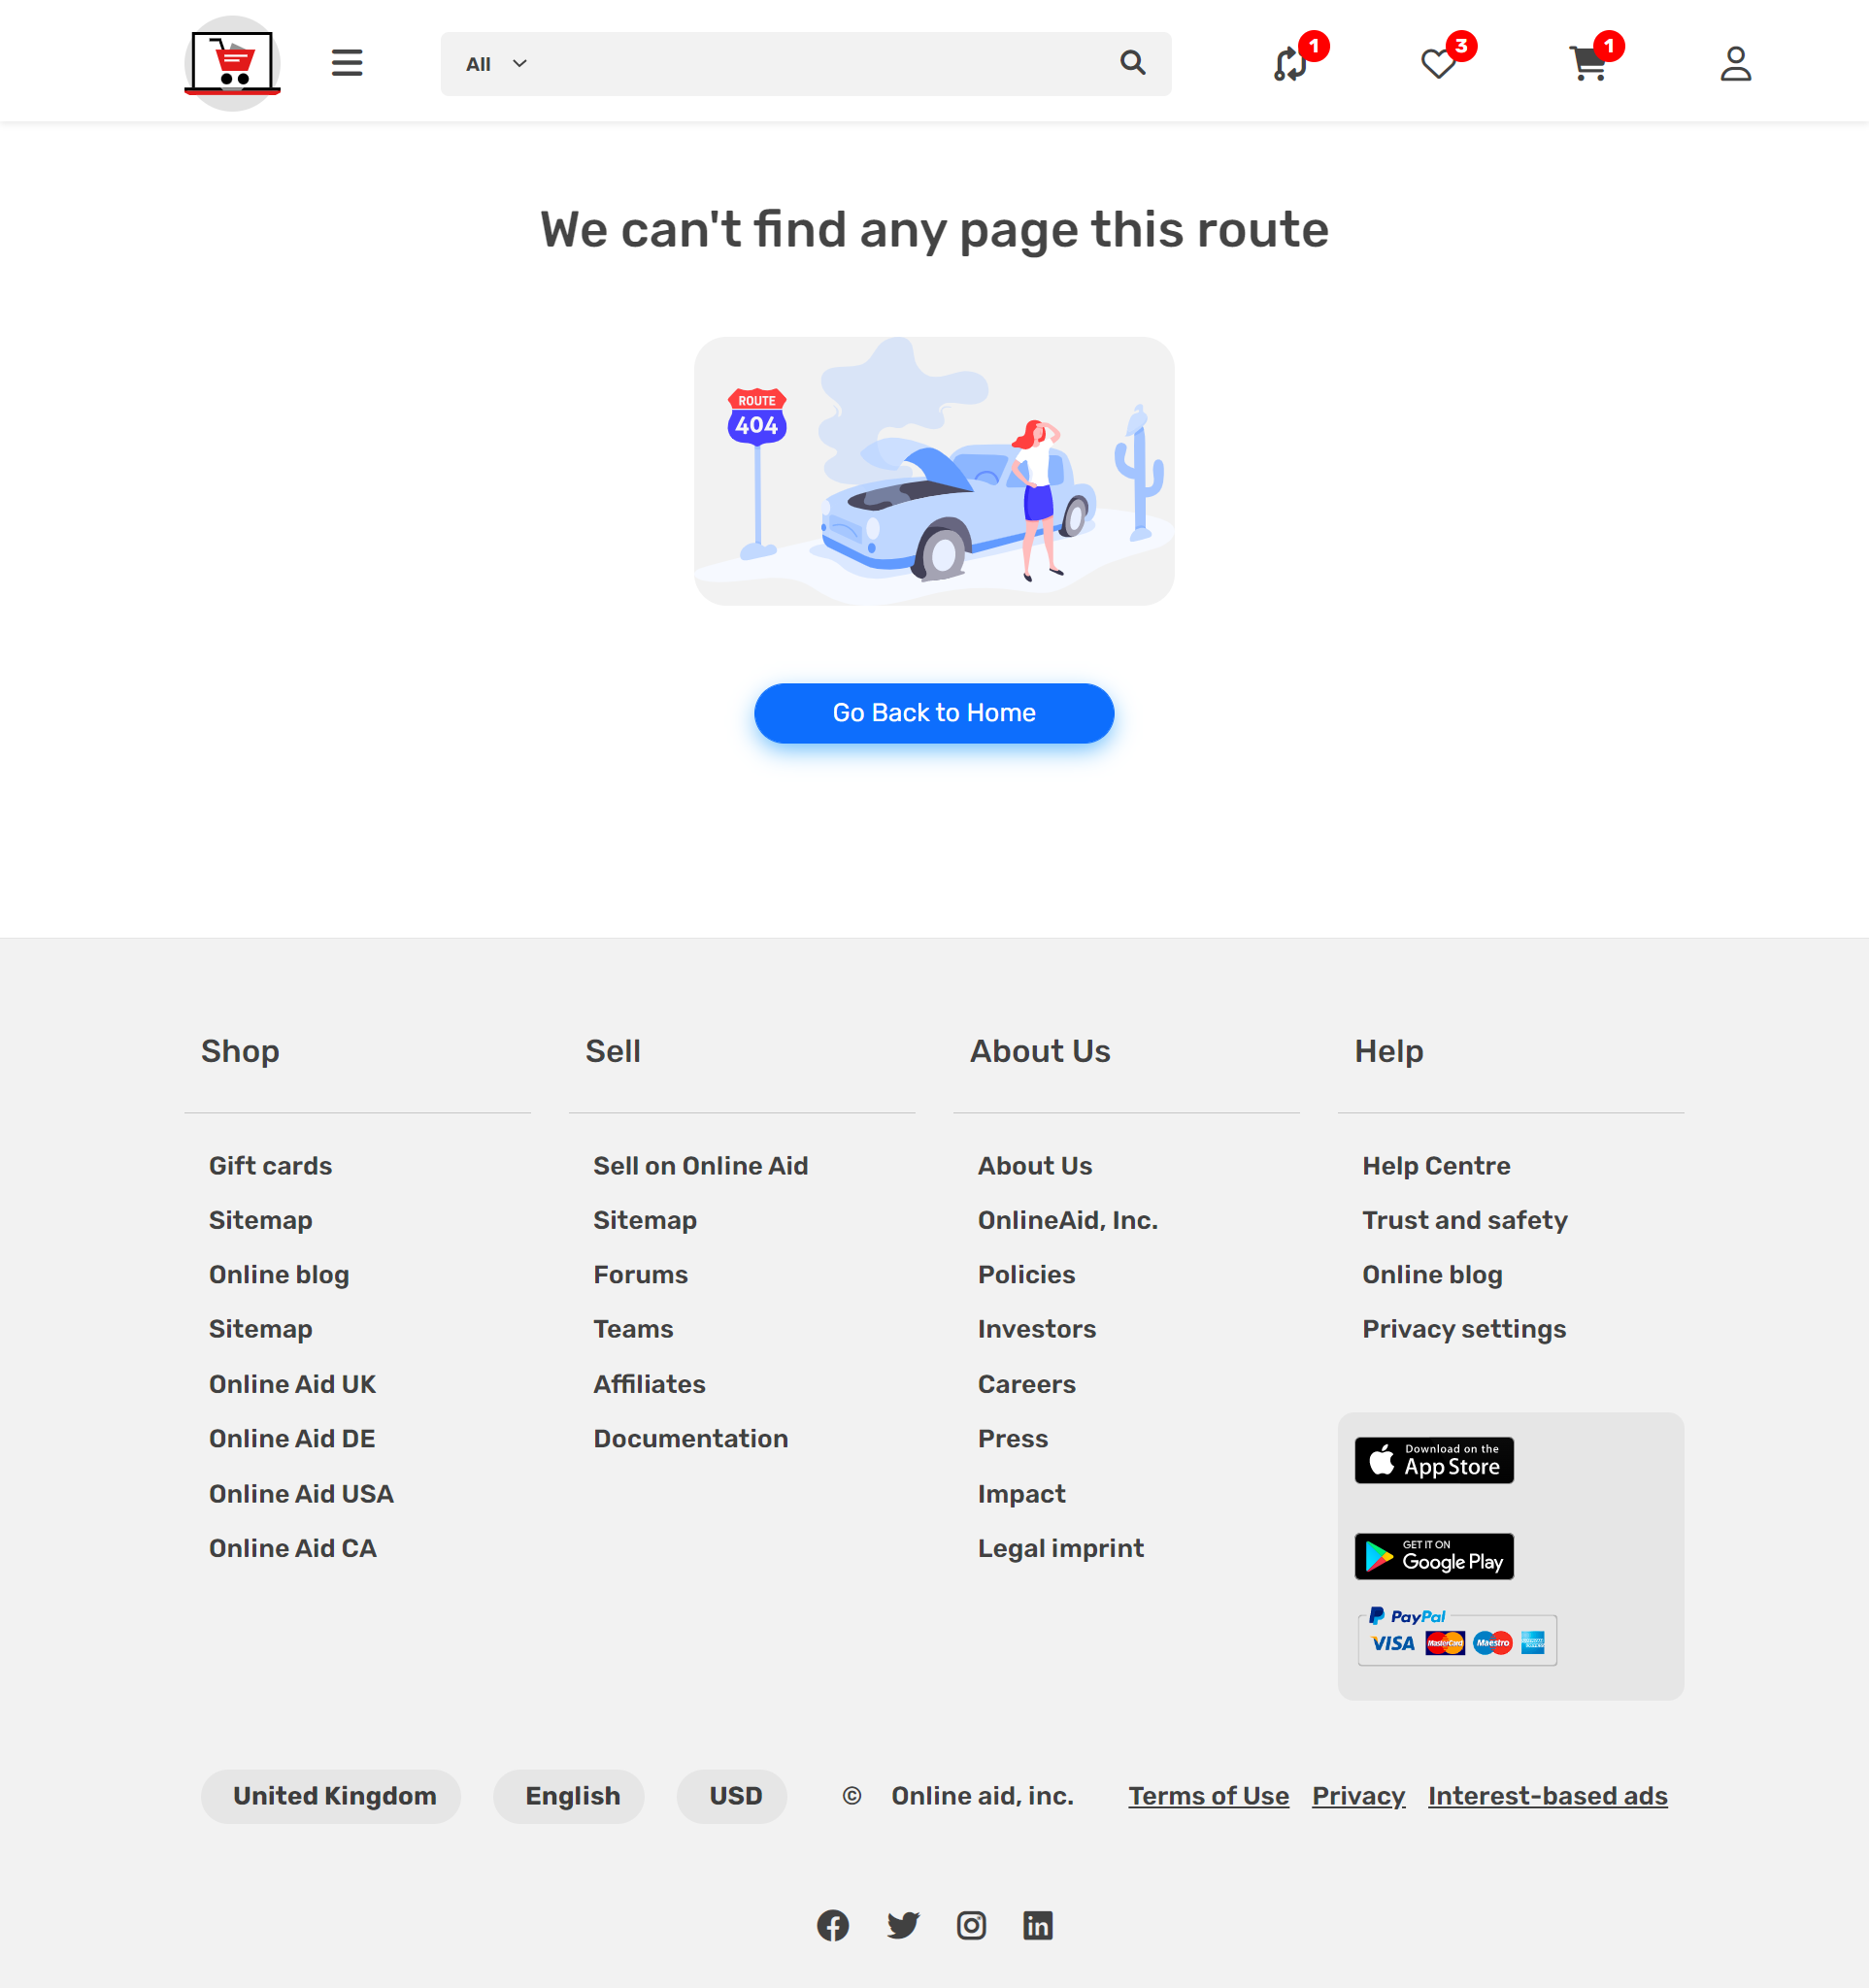 All
1
3
1
We can't find any page this route
ROUTE
404
Go Back to Home
Shop
Gift cards
Sitemap
Online blog
Sitemap
Online Aid UK
Online Aid DE
Online Aid USA
Online Aid CA
Sell
Sell on Online Aid
Sitemap
Forums
Teams
Affiliates
Documentation
About Us
About Us
OnlineAid, Inc.
Policies
Investors
Careers
Press
Impact
Legal imprint
Help
Help Centre
Trust and safety
Online blog
Privacy settings
Download on the
App Store
GET IT ON
Google Play
PayPal
VISA MasterCard Maestro
United Kingdom English USD © Online aid, inc. Terms of Use Privacy Interest-based ads